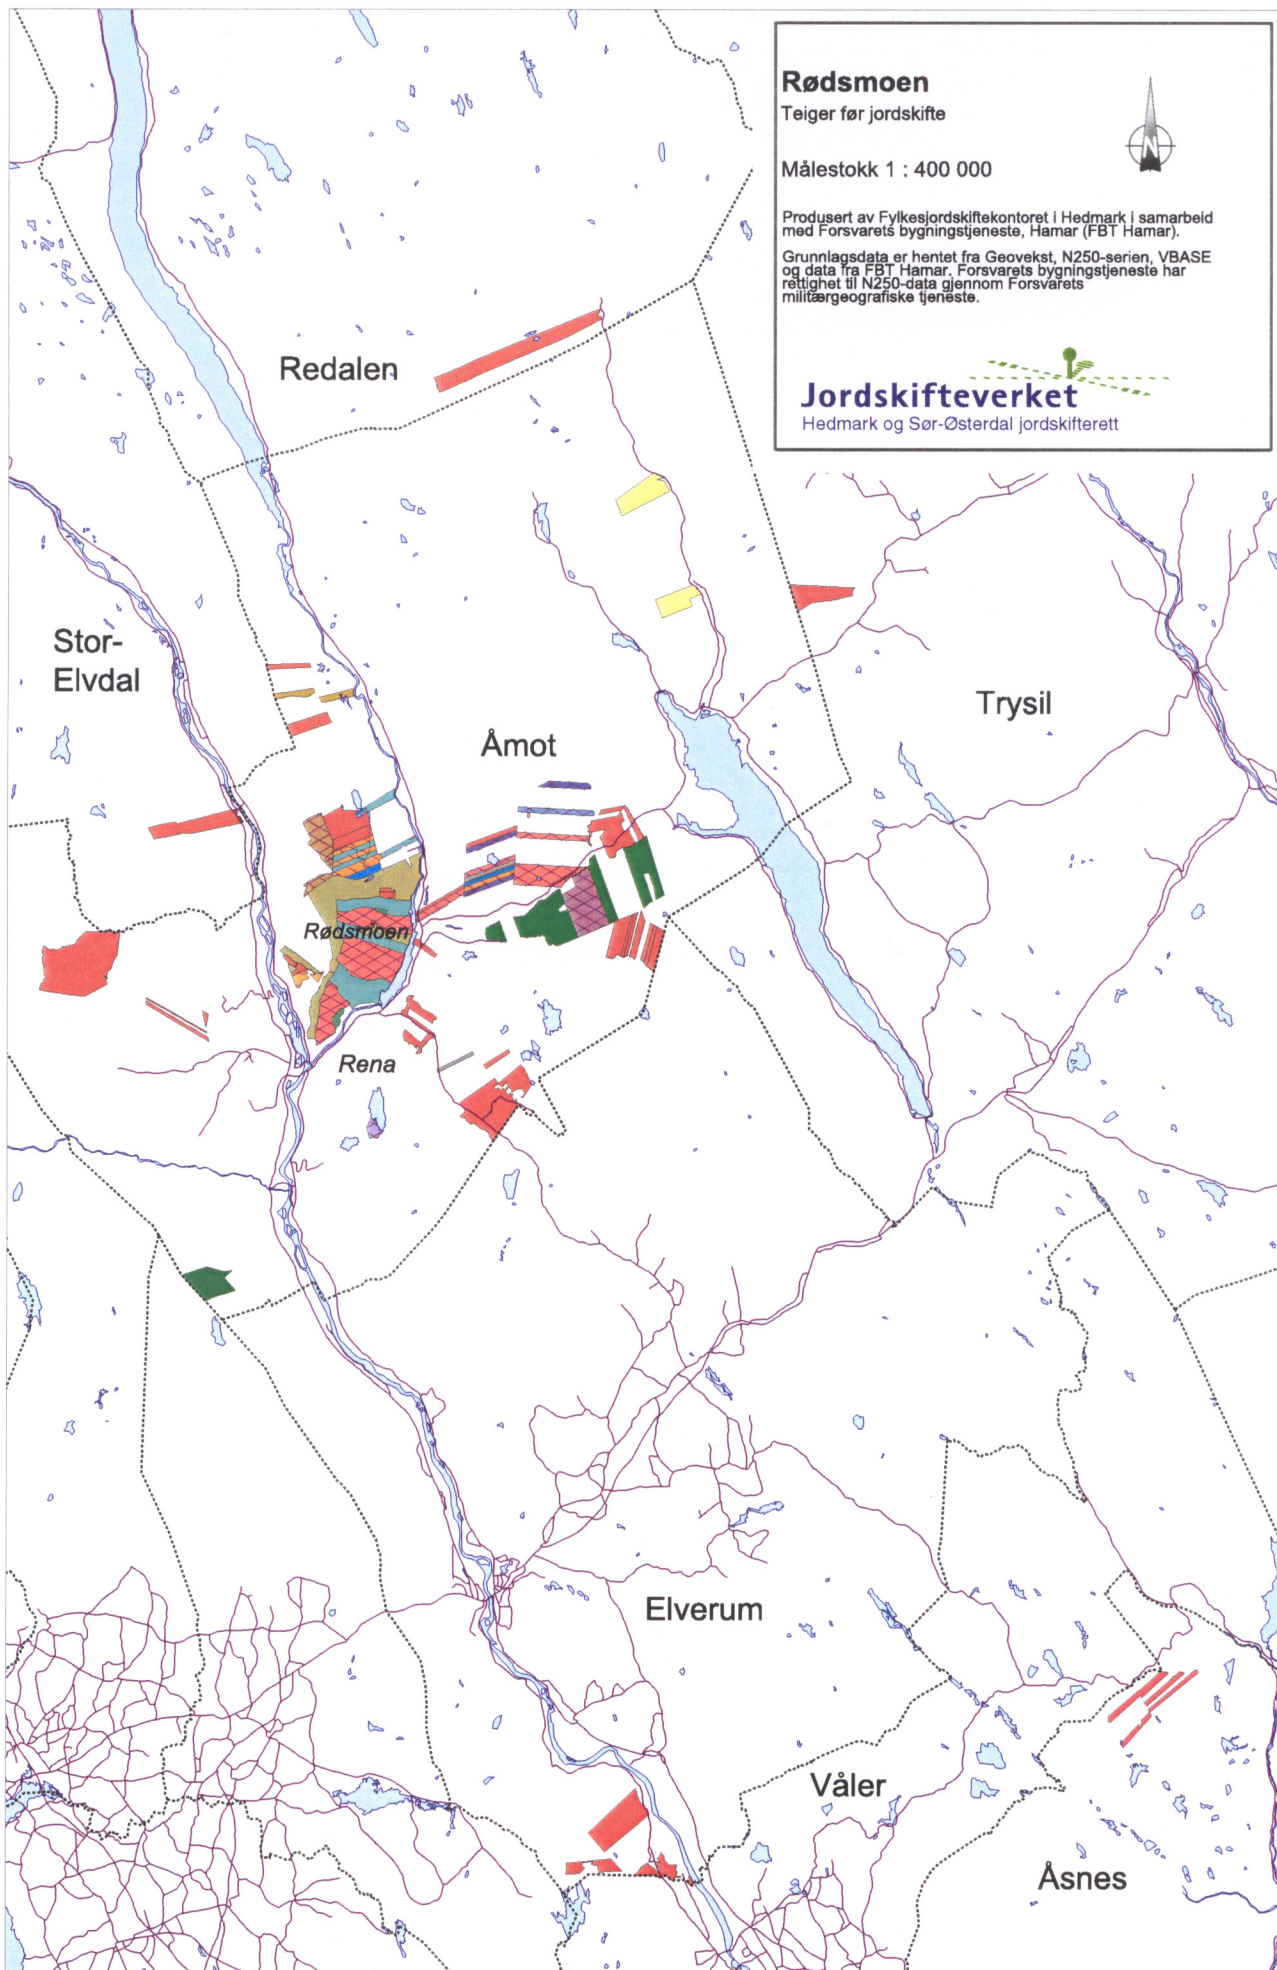 Rødsmoen
Teiger før jordskifte
Målestokk 1 : 400 000
N
Produsert av Fylkesjordskiftekontoret i Hedmark i samarbeid
med Forsvarets bygningstjeneste, Hamar (FBT Hamar).
Grunnlagsdata er hentet fra Geovekst, N250-serien, VBASE
og data fra FBT Hamar. Forsvarets bygningstjeneste har
rettighet til N250-data gjennom Forsvarets
militærgeografiske tjeneste.
Jordskifteverket
Hedmark og Sør-Østerdal jordskifterett
Redalen
Stor-
Elvdal
Trysil
Åmot
Rødsmoen
Rena
Elverum
Våler
Åsnes